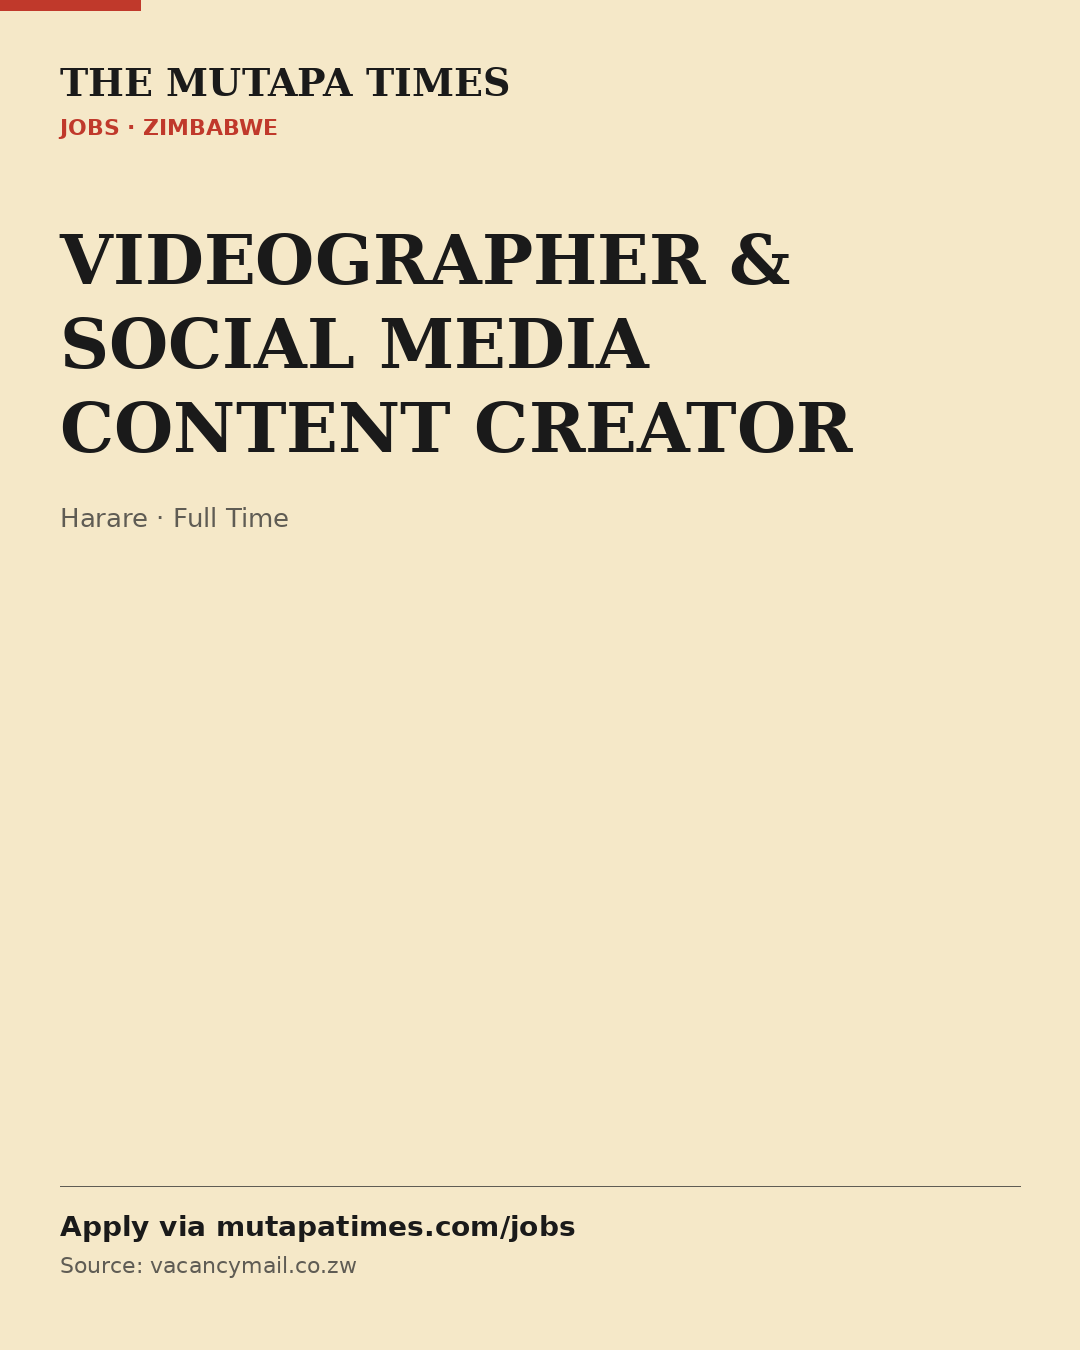 THE MUTAPA TIMES
JOBS · ZIMBABWE
VIDEOGRAPHER &
SOCIAL MEDIA
CONTENT CREATOR
Harare · Full Time
Apply via mutapatimes.com/jobs
Source: vacancymail.co.zw